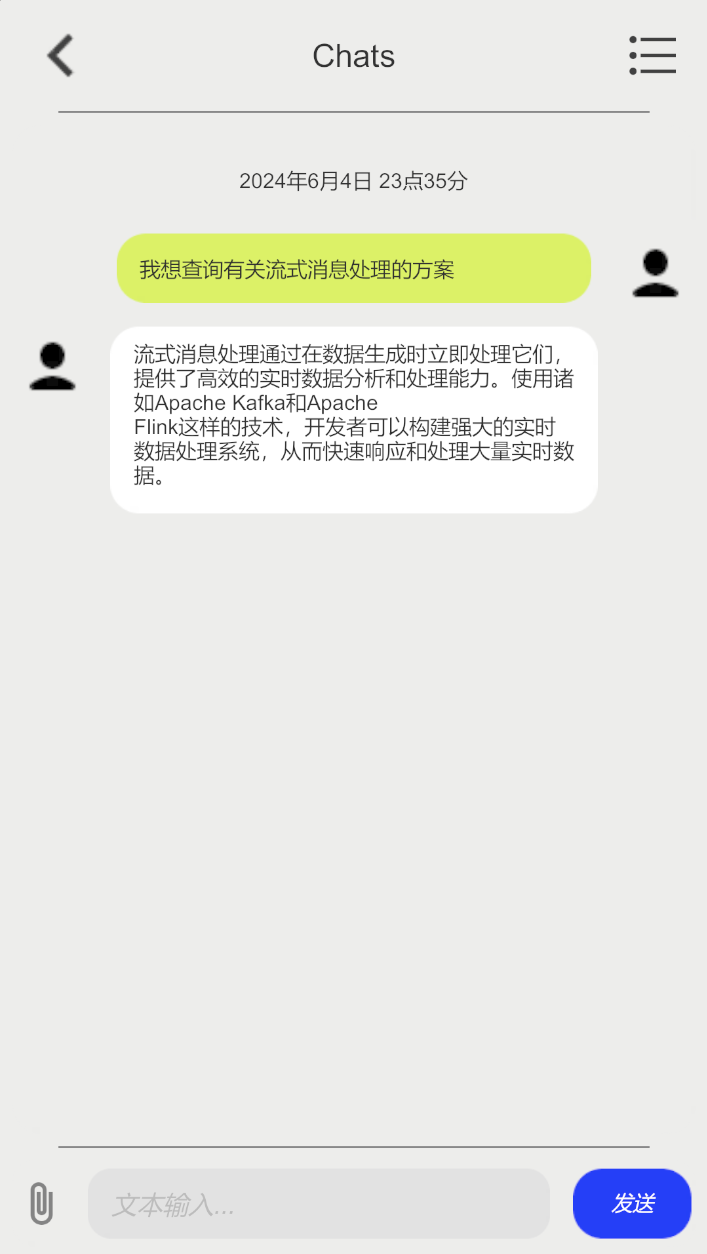 Chats
2024年6月4日 23点35分
我想查询有关流式消息处理的方案
流式消息处理通过在数据生成时立即处理它们，
提供了高效的实时数据分析和处理能力。使用诸
如Apache Kafka和Apache
Flink这样的技术，开发者可以构建强大的实时
数据处理系统，从而快速响应和处理大量实时数
据。
文本输入...
发送